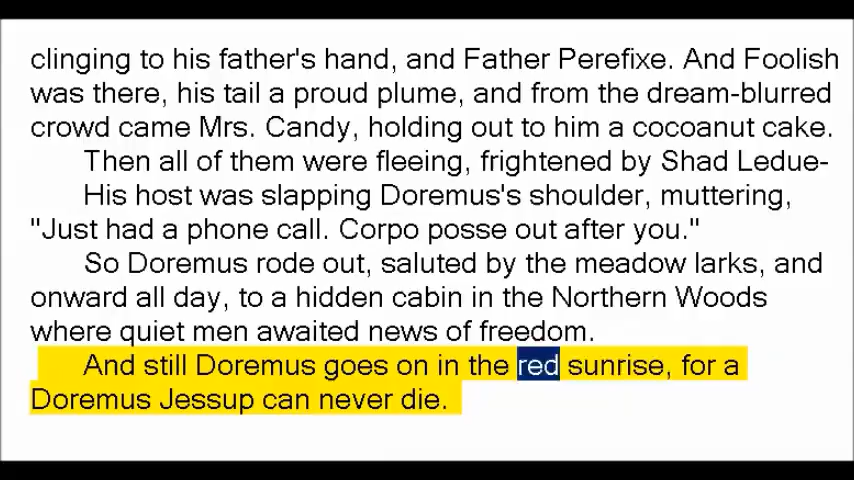 clinging to his father's hand, and Father Perefixe. And Foolish
was there, his tail a proud plume, and from the dream-blurred
crowd came Mrs. Candy, holding out to him a cocoanut cake.
Then all of them were fleeing, frightened by Shad Ledue-
His host was slapping Doremus's shoulder, muttering,
"Just had a phone call. Corpo posse out after you."
So Doremus rode out, saluted by the meadow larks, and
onward all day, to a hidden cabin in the Northern Woods
where quiet men awaited news of freedom.
And still Doremus goes on in the red sunrise, for a
Doremus Jessup can never die.